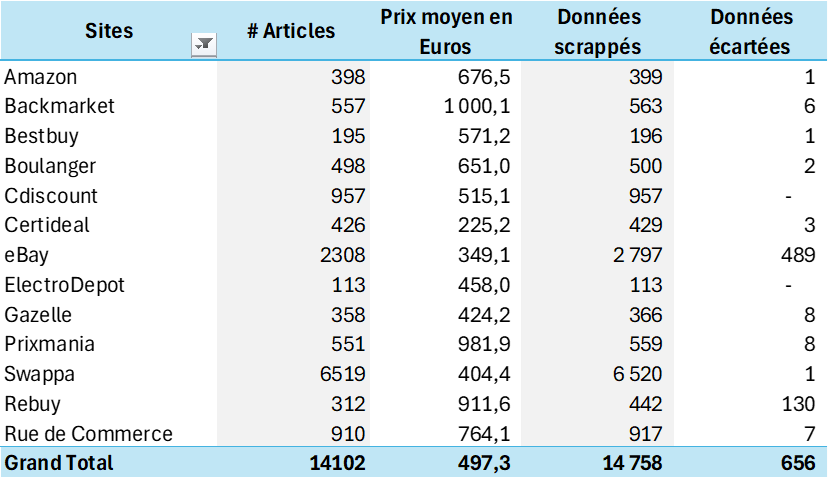 Sites # Articles Prix moyen en Euros Données scrappés Données écartées
Amazon 398 676,5 399 1
Backmarket 557 1 000,1 563 6
Bestbuy 195 571,2 196 1
Boulanger 498 651,0 500 2
Cdiscount 957 515,1 957 -
Certideal 426 225,2 429 3
eBay 2308 349,1 2 797 489
ElectroDepot 113 458,0 113 -
Gazelle 358 424,2 366 8
Prixmania 551 981,9 559 8
Swappa 6519 404,4 6 520 1
Rebuy 312 911,6 442 130
Rue de Commerce 910 764,1 917 7
Grand Total 14102 497,3 14 758 656